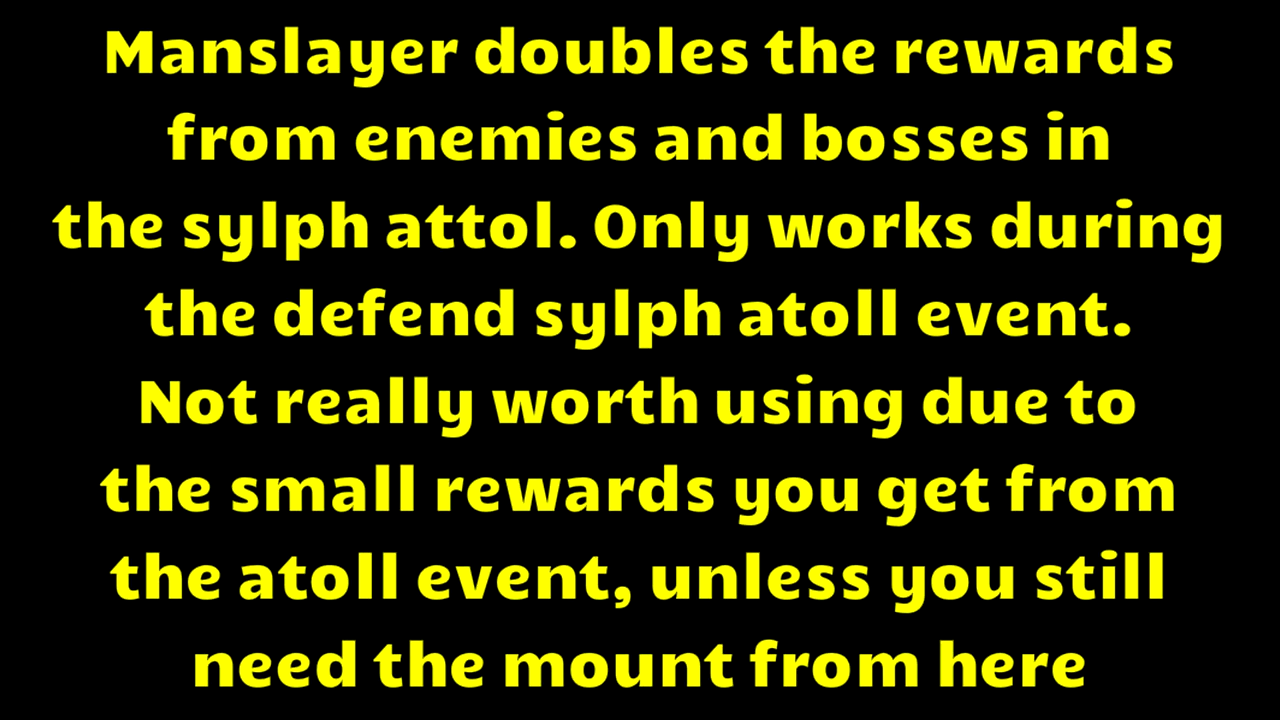 Manslayer doubles the rewards
from enemies and bosses in
the sylph attol. Only works during
the defend sylph atoll event.
Not really worth using due to
the small rewards you get from
the atoll event, unless you still
need the mount from here